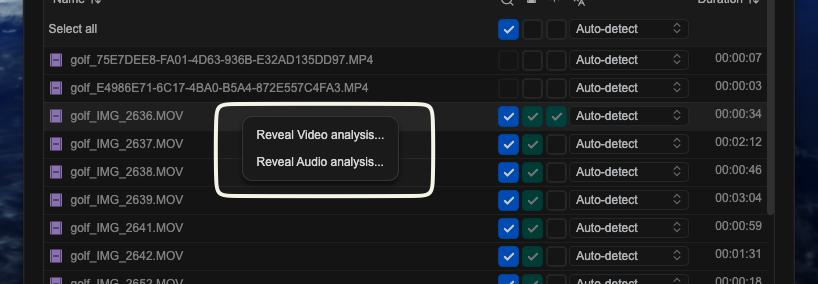 Name
Duration
Select all Auto-detect
golf_75E7DEE8-FA01-4D63-936B-E32AD135DD97.MP4 00:00:07
golf_E4986E71-6C17-4BA0-B5A4-872E557C4FA3.MP4 00:00:03
golf_IMG_2636.MOV Auto-detect 00:00:34
Reveal Video analysis...
golf_IMG_2637.MOV Auto-detect 00:02:12
Reveal Audio analysis...
golf_IMG_2638.MOV Auto-detect 00:00:46
golf_IMG_2639.MOV Auto-detect 00:03:04
golf_IMG_2641.MOV Auto-detect 00:00:59
golf_IMG_2642.MOV Auto-detect 00:01:31
golf_IMG_2652.MOV Auto-detect 00:00:18